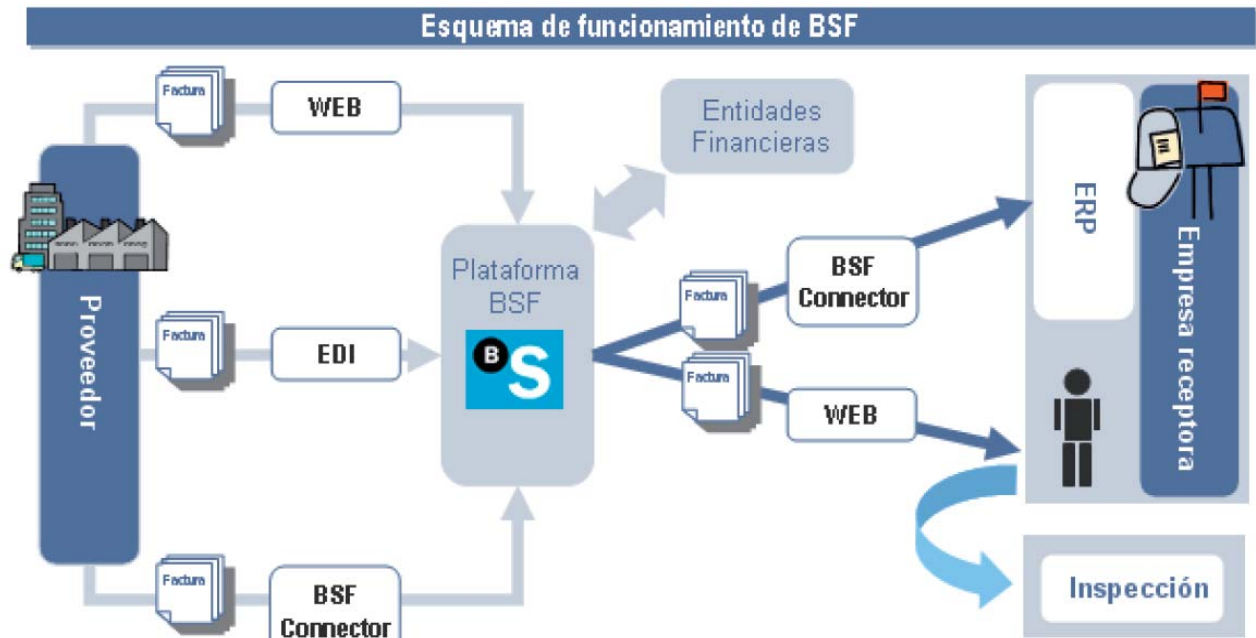 Esquema de funcionamiento de BSF
Factura
WEB
Entidades
Financieras
ERP
Empresa receptora
Proveedor
Plataforma
BSF
BS
Factura
EDI
Factura
BSF
Connector
Factura
WEB
Factura
BSF
Connector
Inspección